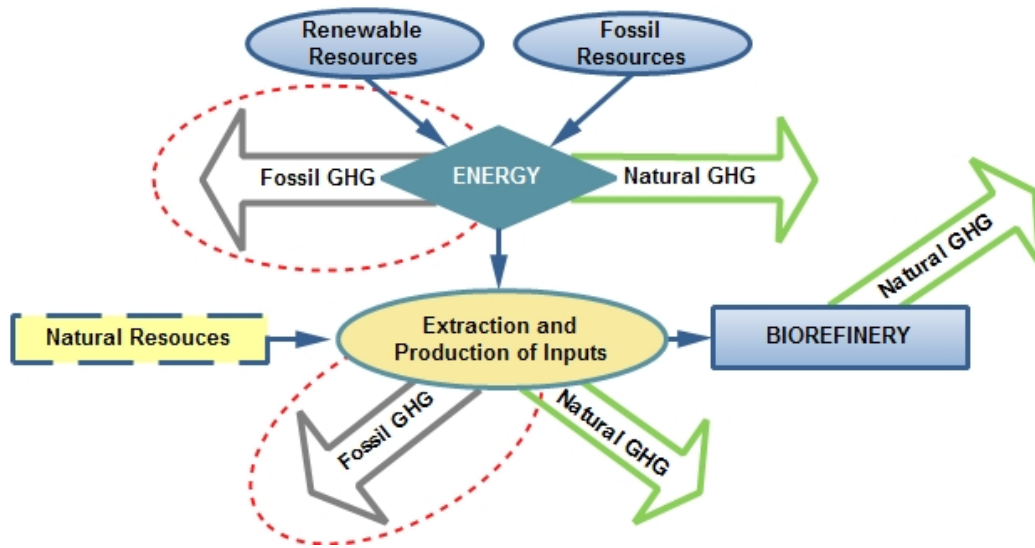 Renewable
Resources
Fossil
Resources
Fossil GHG
ENERGY
Natural GHG
Natural GHG
Natural Resouces
Extraction and
Production of Inputs
BIOREFINERY
Fossil GHG
Natural GHG